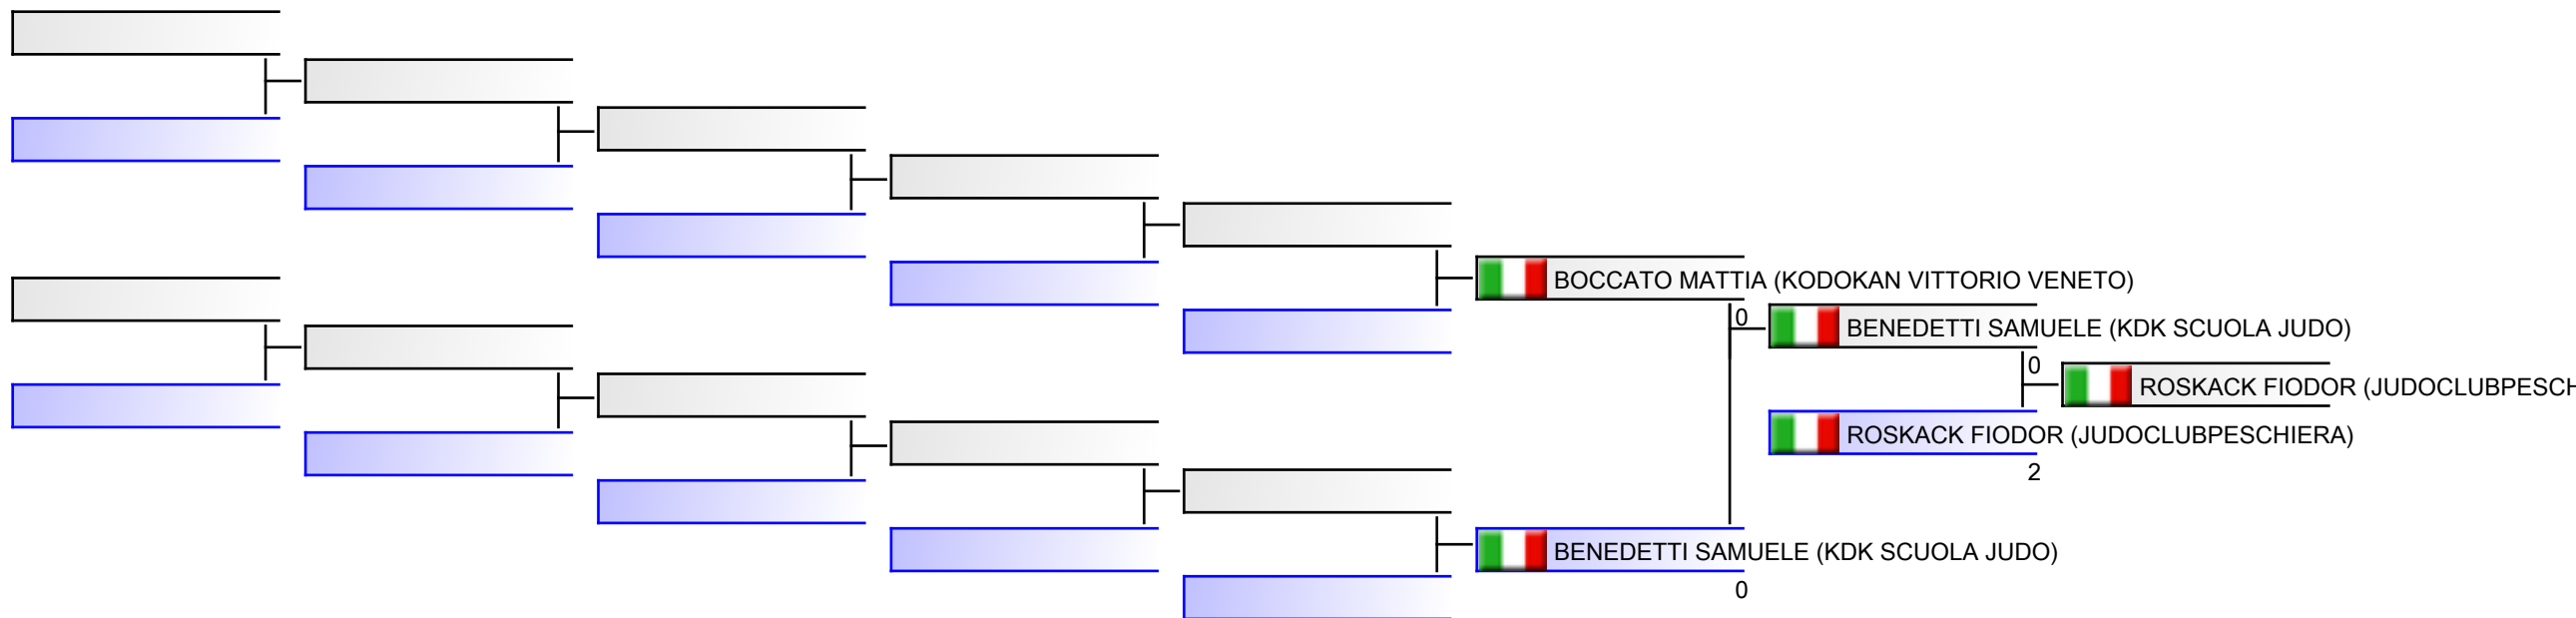 BOCCATO MATTIA (KODOKAN VITTORIO VENETO)
0
BENEDETTI SAMUELE (KDK SCUOLA JUDO)
0
ROSKACK FIODOR (JUDOCLUBPESCH
ROSKACK FIODOR (JUDOCLUBPESCHIERA)
2
BENEDETTI SAMUELE (KDK SCUOLA JUDO)
0